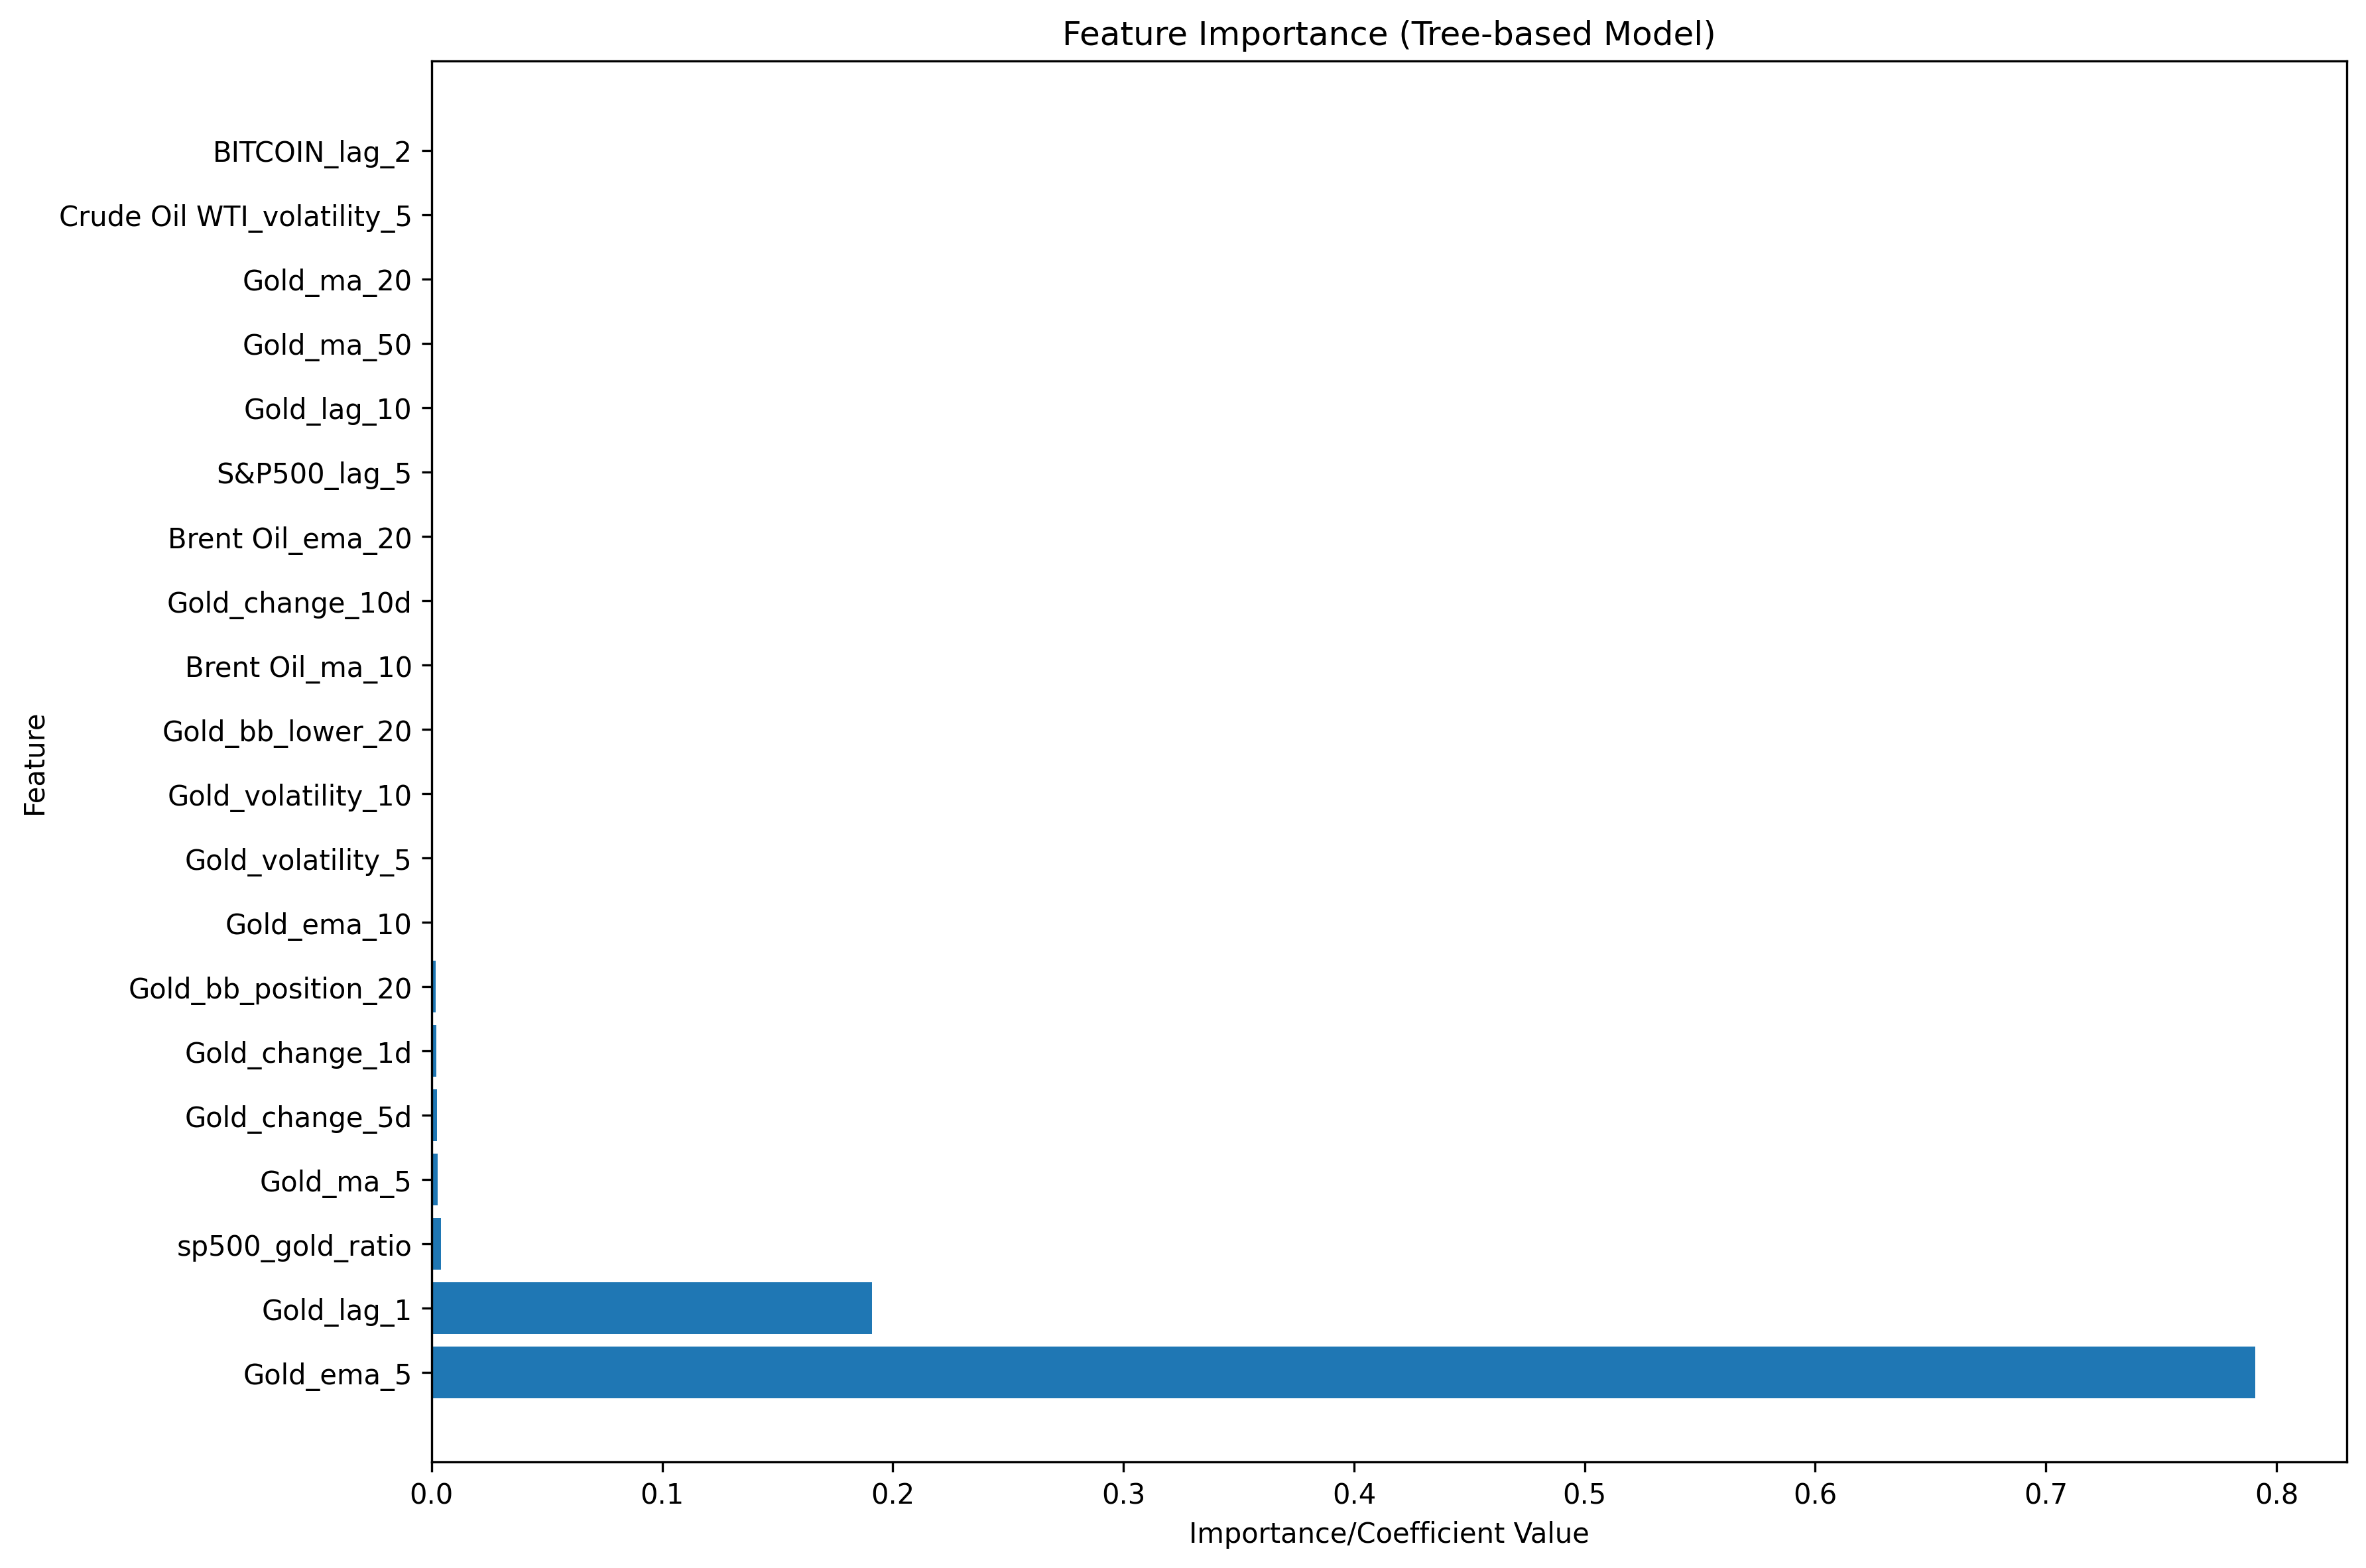 Feature Importance (Tree-based Model)
BITCOIN_lag_2
Crude Oil WTI_volatility_5
Gold_ma_20
Gold_ma_50
Gold_lag_10
S&P500_lag_5
Brent Oil_ema_20
Gold_change_10d
Brent Oil_ma_10
Gold_bb_lower_20
Gold_volatility_10
Gold_volatility_5
Gold_ema_10
Gold_bb_position_20
Gold_change_1d
Gold_change_5d
Gold_ma_5
sp500_gold_ratio
Gold_lag_1
Gold_ema_5
Feature
0.0 0.1 0.2 0.3 0.4 0.5 0.6 0.7 0.8
Importance/Coefficient Value